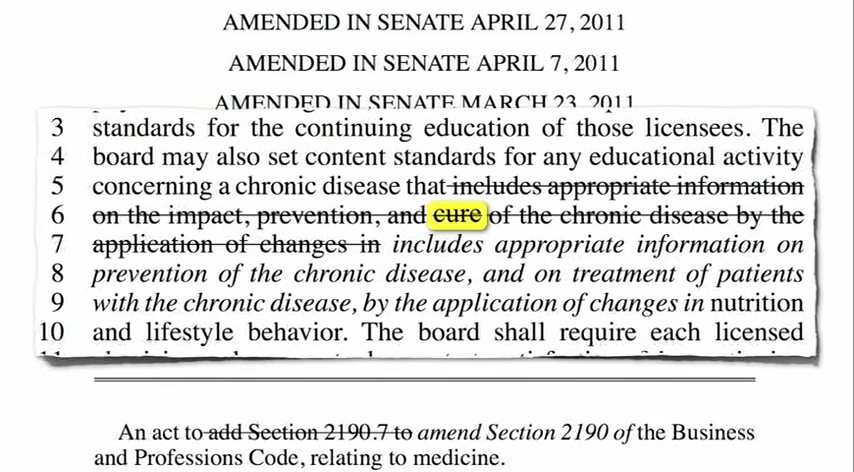 AMENDED IN SENATE APRIL 27, 2011
AMENDED IN SENATE APRIL 7, 2011
AMENDED IN SENATE MARCH 23, 2011
3 standards for the continuing education of those licensees. The
4 board may also set content standards for any educational activity
5 concerning a chronic disease that includes appropriate information
6 on the impact, prevention, and cure of the chronic disease by the
7 application of changes in includes appropriate information on
8 prevention of the chronic disease, and on treatment of patients
9 with the chronic disease, by the application of changes in nutrition
10 and lifestyle behavior. The board shall require each licensed
An act to add Section 2190.7 to amend Section 2190 of the Business
and Professions Code, relating to medicine.